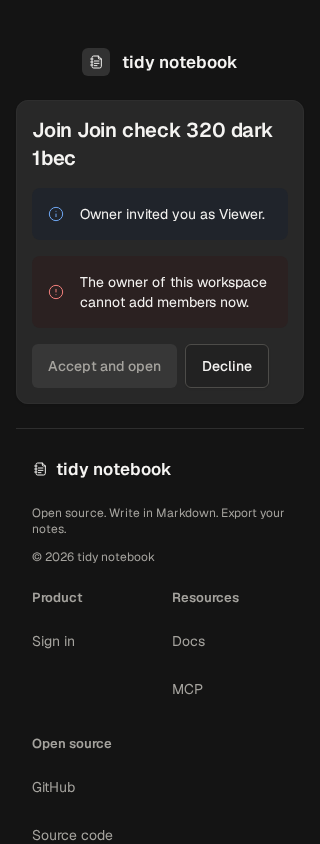 tidy notebook
Join Join check 320 dark
1bec
Owner invited you as Viewer.
The owner of this workspace
cannot add members now.
Accept and open
Decline
tidy notebook
Open source. Write in Markdown. Export your
notes.
© 2026 tidy notebook
Product
Resources
Sign in
Docs
MCP
Open source
GitHub
Source code